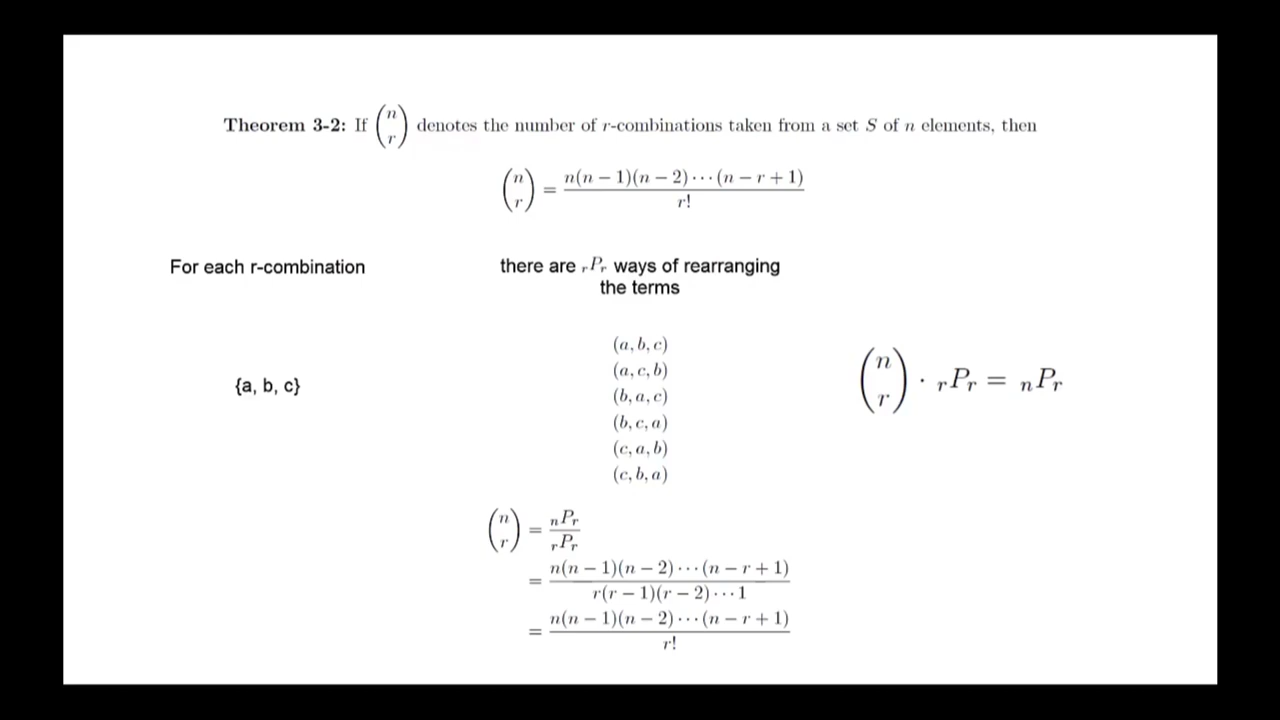 Theorem 3-2: If $\binom{n}{r}$ denotes the number of r-combinations taken from a set S of n elements, then
$\binom{n}{r} = \frac{n(n-1)(n-2)\cdots(n-r+1)}{r!}$
For each r-combination
there are ${}_rP_r$ ways of rearranging
the terms
{a, b, c}
(a, b, c)
(a, c, b)
(b, a, c)
(b, c, a)
(c, a, b)
(c, b, a)
$\binom{n}{r} \cdot {}_rP_r = {}_nP_r$
$\binom{n}{r} = \frac{{}_nP_r}{{}_rP_r}$
$= \frac{n(n-1)(n-2)\cdots(n-r+1)}{r(r-1)(r-2)\cdots 1}$
$= \frac{n(n-1)(n-2)\cdots(n-r+1)}{r!}$